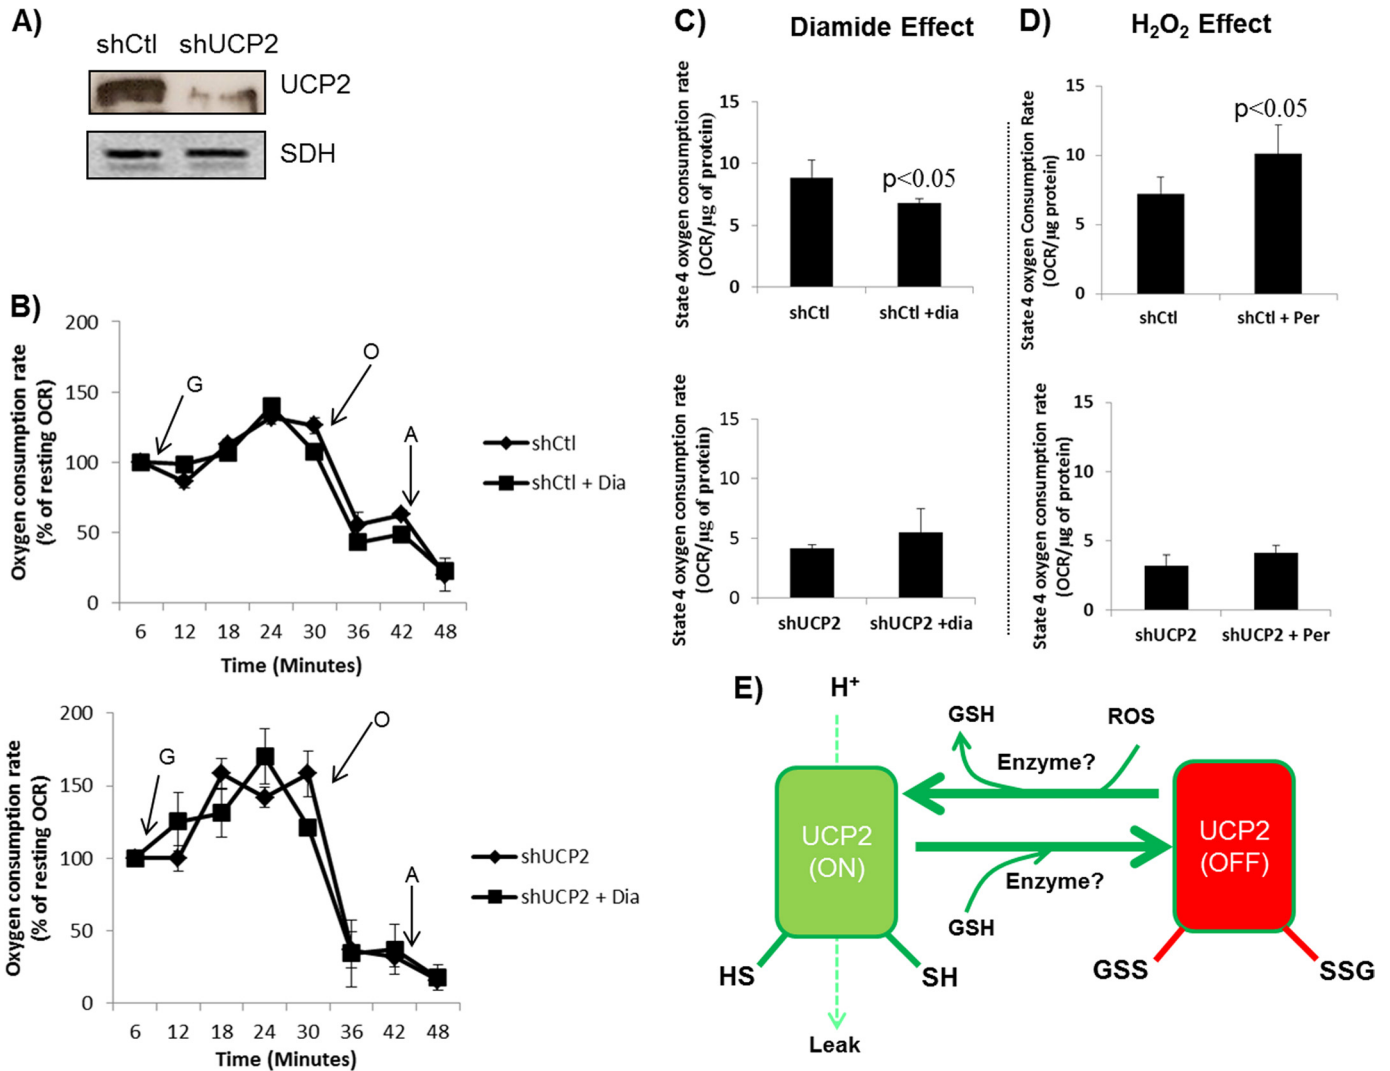 A)
shCtl shUCP2
UCP2
SDH
B)
Oxygen consumption rate
(% of resting OCR)
200
150
100
50
0
G
O
A
6 12 18 24 30 36 42 48
Time (Minutes)
shCtl
shCtl + Dia
Oxygen consumption rate
(% of resting OCR)
200
150
100
50
0
G
O
A
6 12 18 24 30 36 42 48
Time (Minutes)
shUCP2
shUCP2 + Dia
C)
Diamide Effect
State 4 oxygen consumption rate
(OCR/µg of protein)
15
10
5
0
p<0.05
shCtl shCtl +dia
State 4 oxygen consumption rate
(OCR/µg of protein)
15
10
5
0
shUCP2 shUCP2 +dia
D)
H₂O₂ Effect
State 4 oxygen Consumption Rate
(OCR/µg protein)
15
10
5
0
p<0.05
shCtl shCtl + Per
State 4 oxygen consumption rate
(OCR/µg of protein)
15
10
5
0
shUCP2 shUCP2 + Per
E)
H⁺
GSH
ROS
Enzyme?
UCP2
(ON)
UCP2
(OFF)
Enzyme?
GSH
HS
SH
GSS
SSG
Leak